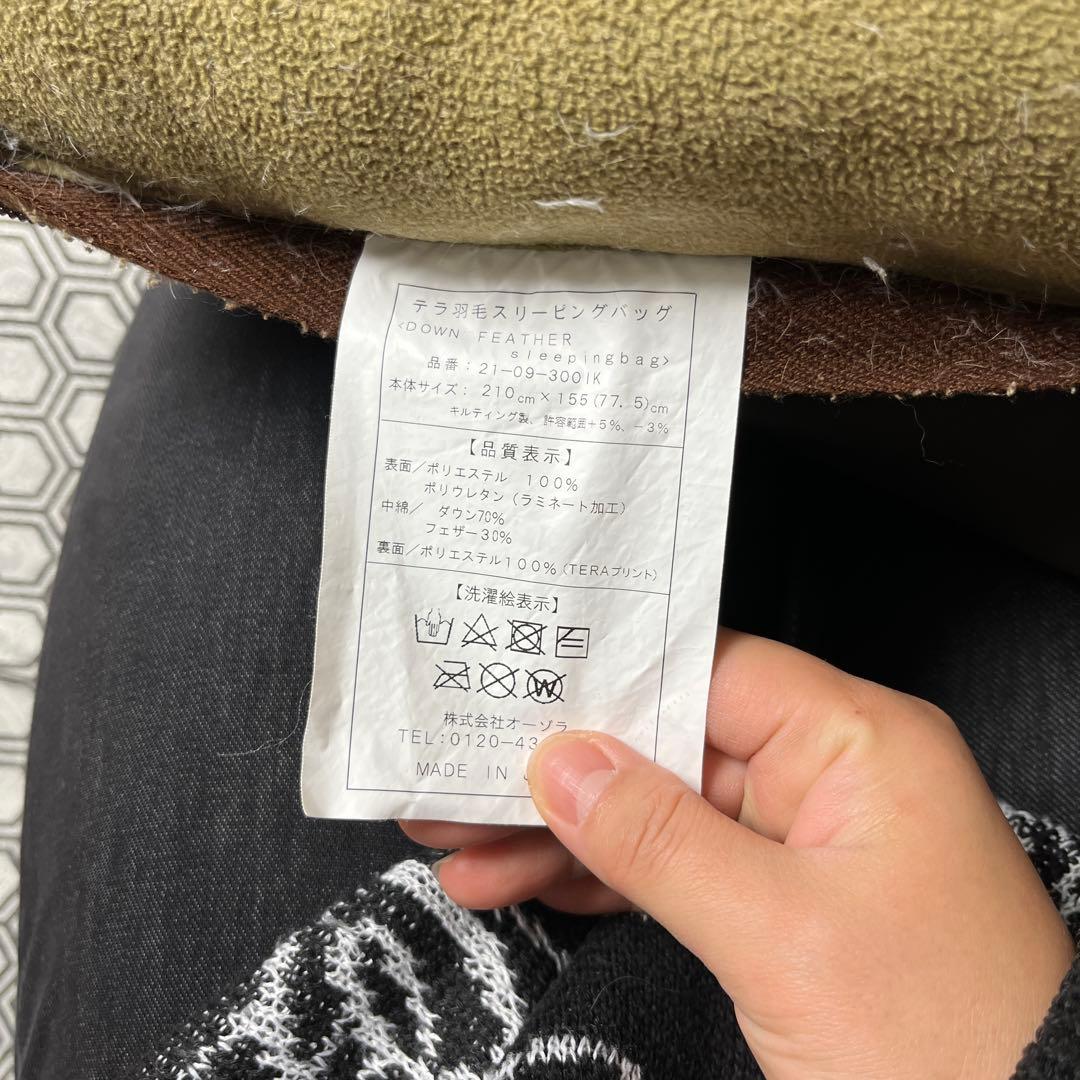 テラ羽毛スリーピングバッグ
<DOWN FEATHER
sleepingbag>
品番:21-09-3001K
本体サイズ: 210cm×155(77.5)cm
キルティング製、許容範囲+5%、-3%
【品質表示】
表面/ポリエステル 100%
ポリウレタン(ラミネート加工)
中綿/ ダウン70%
フェザー30%
裏面/ポリエステル100%(TERAプリント)
【洗濯絵表示】
W
株式会社オーゾラ
TEL:0120-43
MADE IN